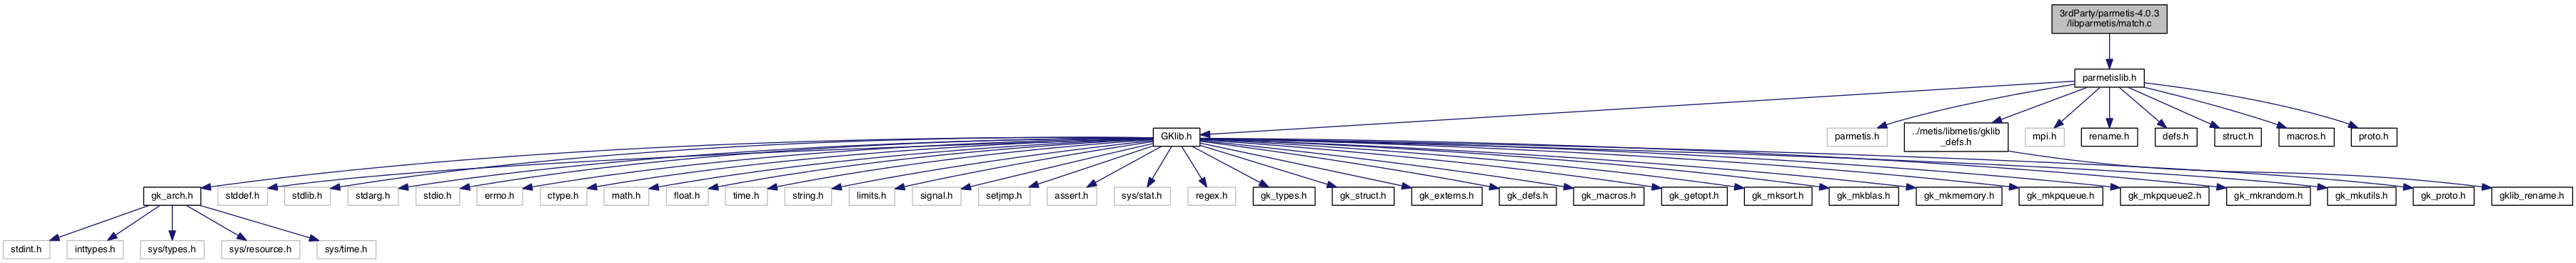 3rdParty/parmetis-4.0.3
/libparmetis/match.c
parmetislib.h
GKlib.h
parmetis.h
../metis/libmetis/gklib
_defs.h
mpi.h
rename.h
defs.h
struct.h
macros.h
proto.h
gk_arch.h
stddef.h
stdlib.h
stdarg.h
stdio.h
errno.h
ctype.h
math.h
float.h
time.h
string.h
limits.h
signal.h
setjmp.h
assert.h
sys/stat.h
regex.h
gk_types.h
gk_struct.h
gk_externs.h
gk_defs.h
gk_macros.h
gk_getopt.h
gk_mksort.h
gk_mkblas.h
gk_mkmemory.h
gk_mkpqueue.h
gk_mkpqueue2.h
gk_mkrandom.h
gk_mkutils.h
gk_proto.h
gklib_rename.h
stdint.h
inttypes.h
sys/types.h
sys/resource.h
sys/time.h